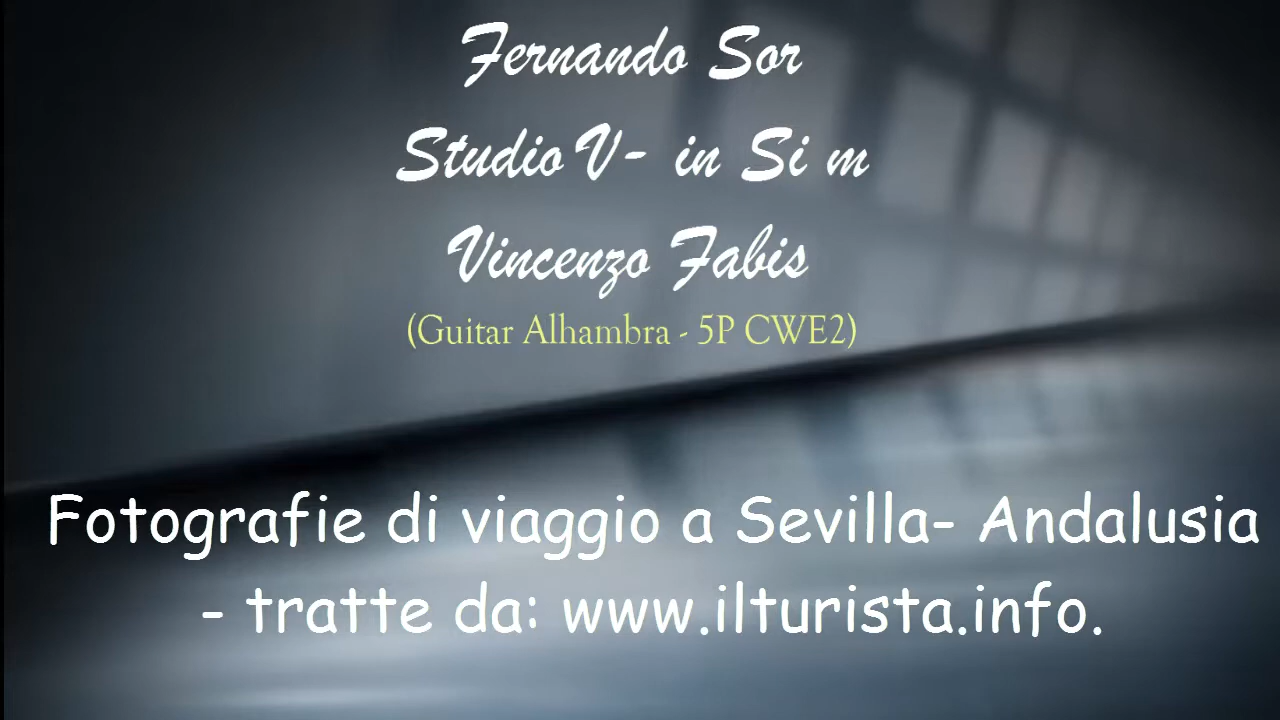 Fernando Sor
Studio V- in Si m
Vincenzo Fabis
(Guitar Alhambra - 5P CWE2)
Fotografie di viaggio a Sevilla- Andalusia
- tratte da: www.ilturista.info.